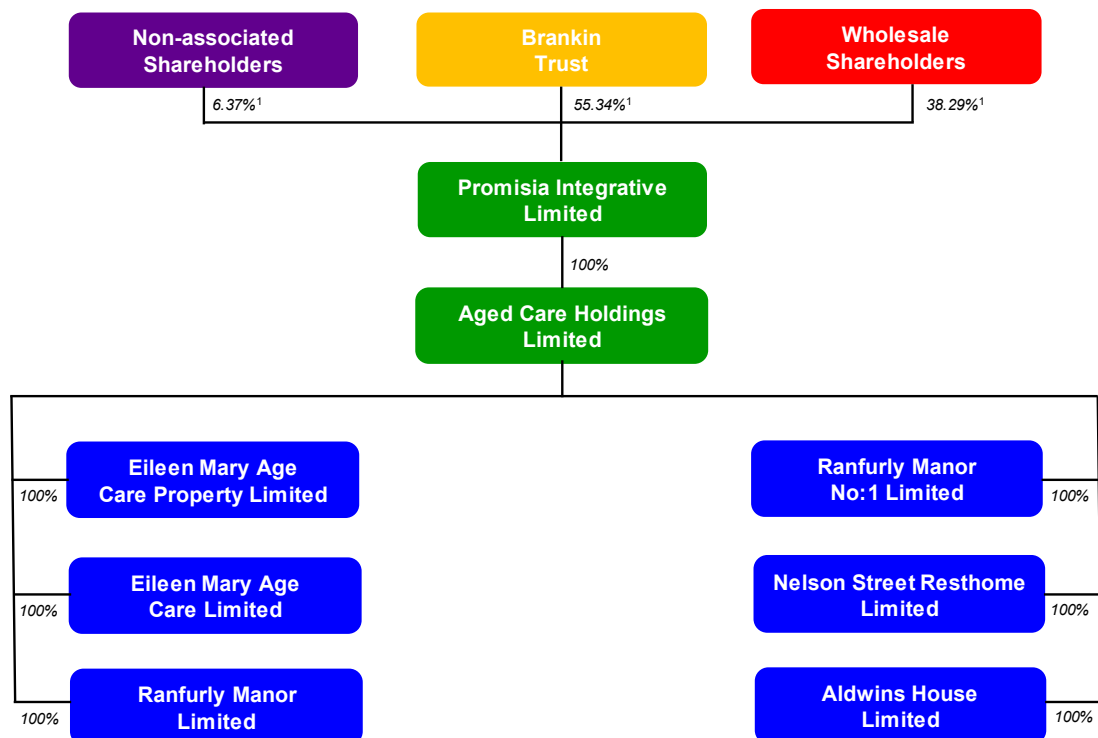 Non-associated
Shareholders
Brankin
Trust
Wholesale
Shareholders
6.37%¹
55.34%¹
38.29%¹
Promisia Integrative
Limited
100%
Aged Care Holdings
Limited
Eileen Mary Age
Care Property Limited
100%
Ranfurly Manor
No:1 Limited
100%
Eileen Mary Age
Care Limited
100%
Nelson Street Resthome
Limited
100%
Ranfurly Manor
Limited
100%
Aldwins House
Limited
100%